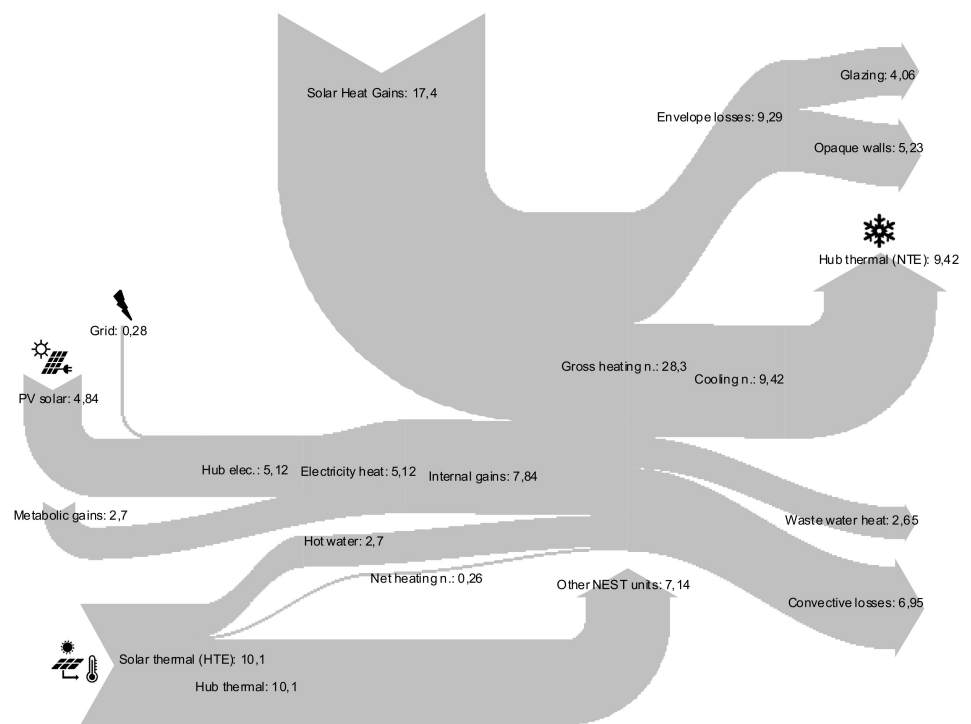 Glazing: 4,06
Solar Heat Gains: 17,4
Envelope losses: 9,29
Opaque walls: 5,23
Hub thermal (NTE): 9,42
Grid: 0,28
Gross heating n.: 28,3
Cooling n.: 9,42
PV solar: 4,84
Hub elec.: 5,12
Electricity heat: 5,12
Internal gains: 7,84
Metabolic gains: 2,7
Waste water heat: 2,65
Hot water: 2,7
Net heating n.: 0,26
Other NEST units: 7,14
Convective losses: 6,95
Solar thermal (HTE): 10,1
Hub thermal: 10,1